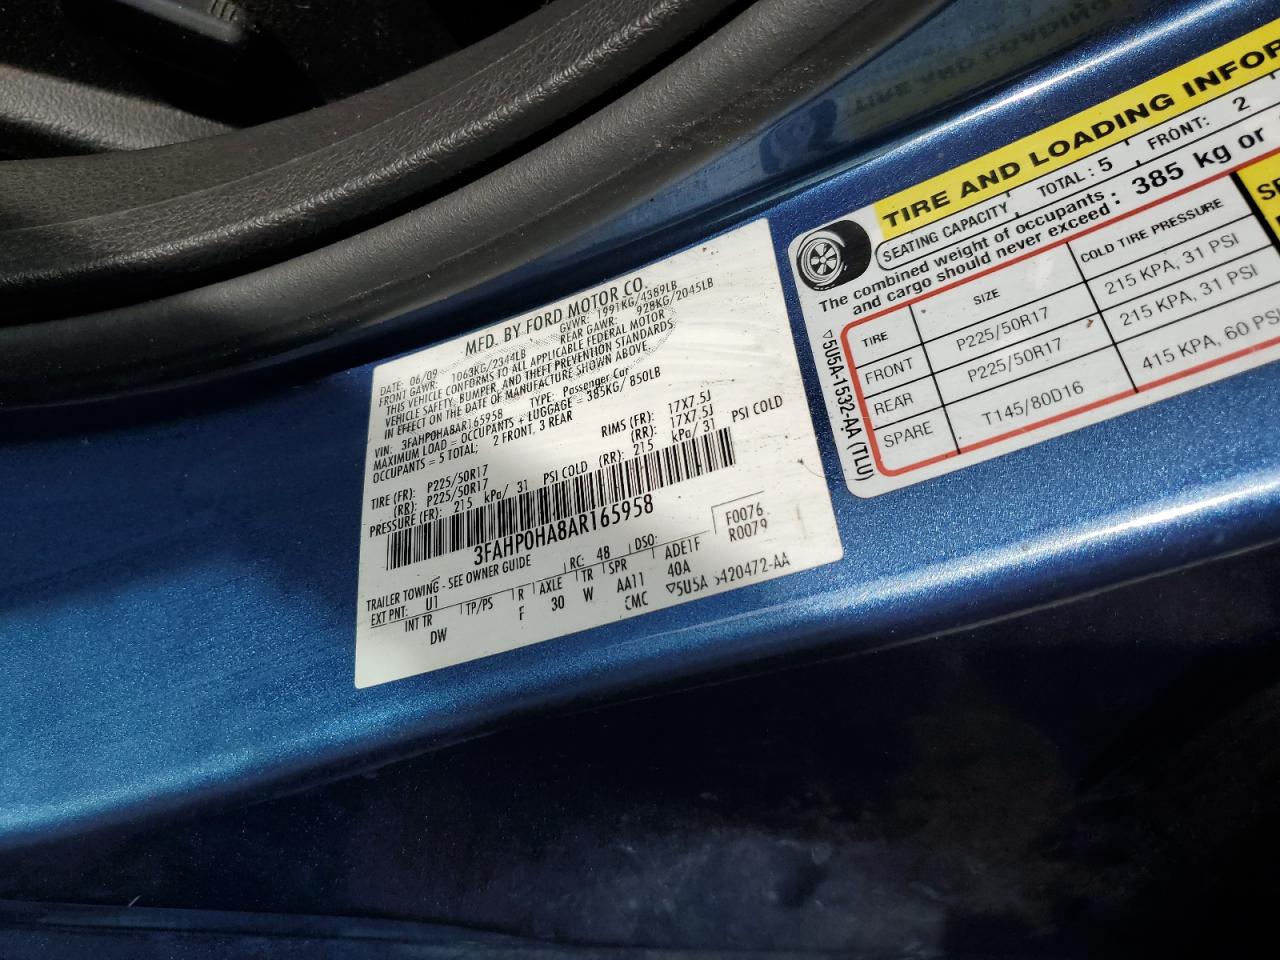 MFD. BY FORD MOTOR CO.
DATE: 06/09 GVWR: 1991KG/4389LB
FRONT GAWR: 1063KG/2344LB REAR GAWR: 928KG/2045LB
THIS VEHICLE CONFORMS TO ALL APPLICABLE FEDERAL MOTOR
VEHICLE SAFETY, BUMPER, AND THEFT PREVENTION STANDARDS
IN EFFECT ON THE DATE OF MANUFACTURE SHOWN ABOVE.
VIN: 3FAHP0HA8AR165958 TYPE: Passenger Car
MAXIMUM LOAD = OCCUPANTS + LUGGAGE = 385KG/ 850LB
OCCUPANTS = 5 TOTAL; 2 FRONT, 3 REAR
TIRE (FR): P225/50R17 RIMS (FR): 17X7.5J
(RR): P225/50R17 (RR): 17X7.5J
PRESSURE (FR): 215 kPa/ 31 PSI COLD (RR): 215 kPa/ 31 PSI COLD
3FAHP0HA8AR165958
TRAILER TOWING - SEE OWNER GUIDE
F0076
R0079
EXT PNT: U1 RC: 48 DSO:
INT TR TP/PS R AXLE TR SPR ADE1F
DW F 30 W AA11 40A
5U5A 5420472-AA
TIRE AND LOADING INFOR
SEATING CAPACITY TOTAL : 5 FRONT: 2
The combined weight of occupants
and cargo should never exceed : 385 kg or
TIRE SIZE COLD TIRE PRESSURE
FRONT P225/50R17 215 KPA, 31 PSI
REAR P225/50R17 215 KPA, 31 PSI
SPARE T145/80D16 415 KPA, 60 PSI
5U5A-1532-AA (TLU)